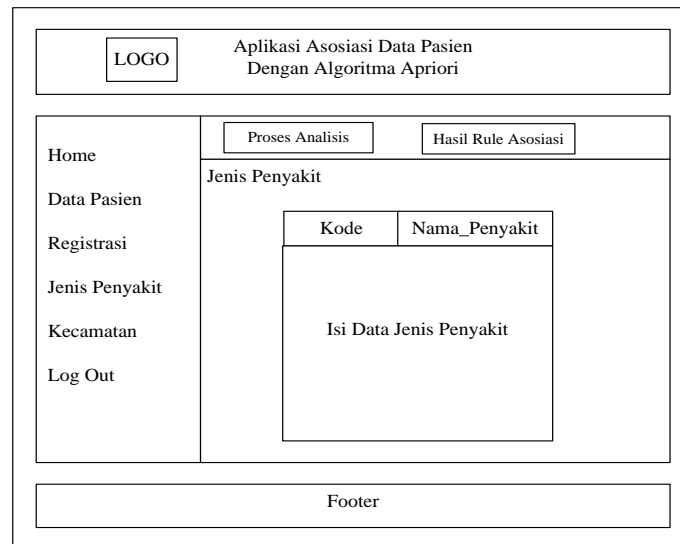 LOGO
Aplikasi Asosiasi Data Pasien
Dengan Algoritma Apriori
Home
Data Pasien
Registrasi
Jenis Penyakit
Kecamatan
Log Out
Proses Analisis
Hasil Rule Asosiasi
Jenis Penyakit
Kode
Nama_Penyakit
Isi Data Jenis Penyakit
Footer